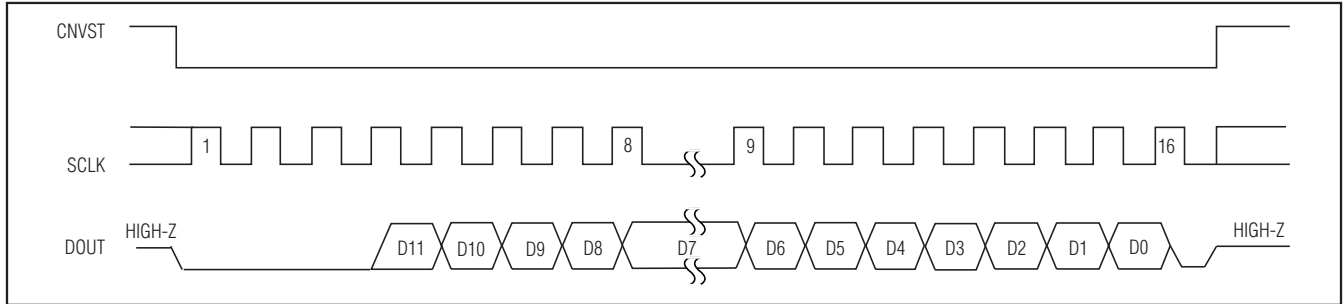 CNVST
1 8 9 16
SCLK
HIGH-Z HIGH-Z
DOUT D11 D10 D9 D8 D7 D6 D5 D4 D3 D2 D1 D0